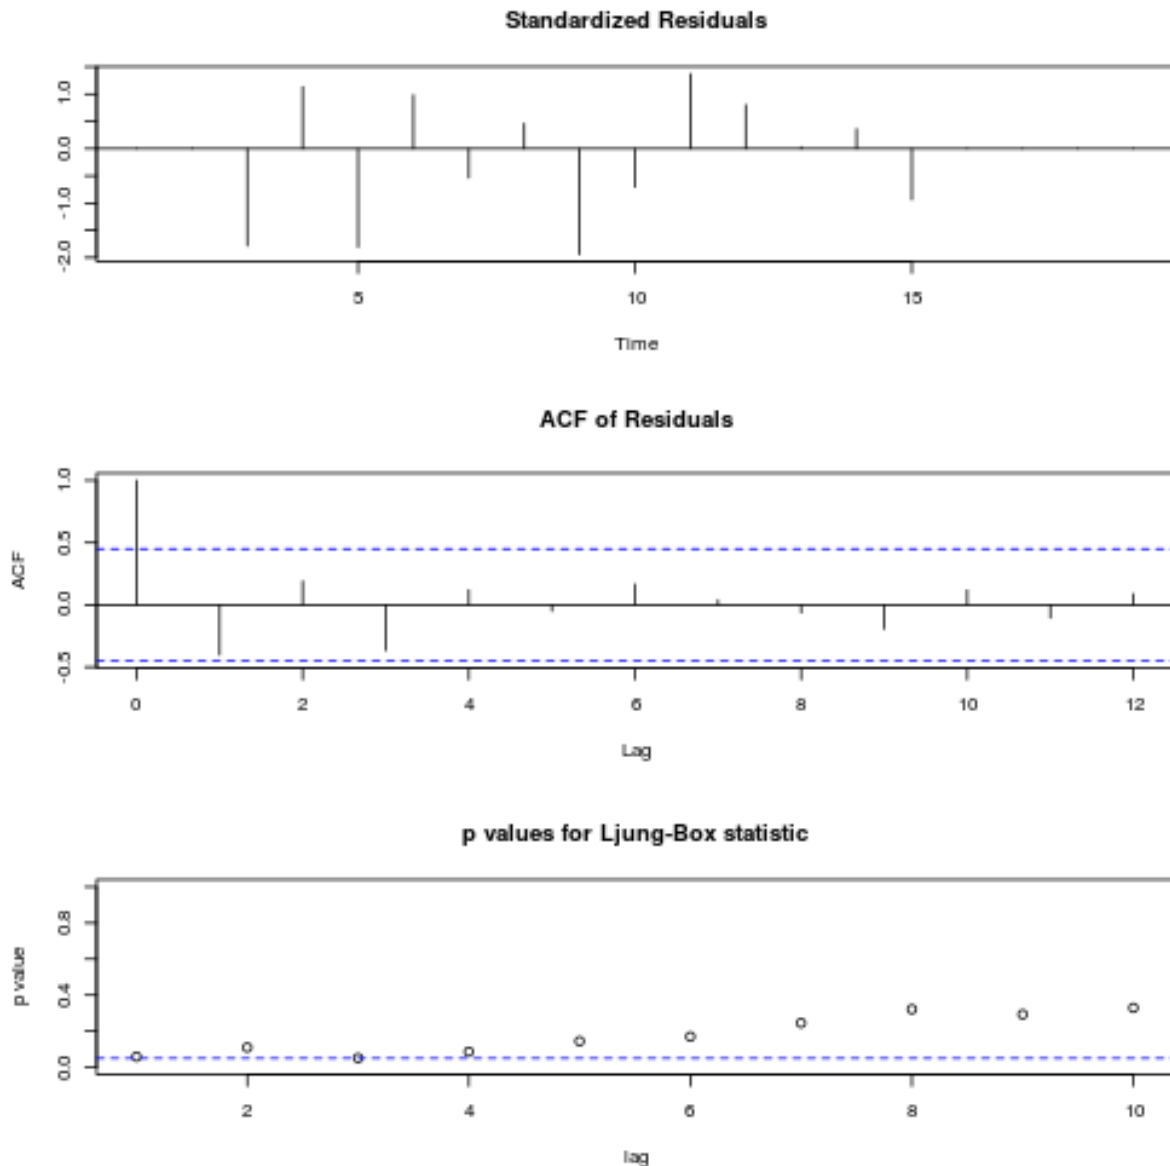 Standardized Residuals
1.0
0.0
-1.0
-2.0
5 10 15
Time
ACF of Residuals
1.0
0.5
0.0
-0.5
ACF
0 2 4 6 8 10 12
Lag
p values for Ljung-Box statistic
0.8
0.4
0.0
p value
2 4 6 8 10
lag